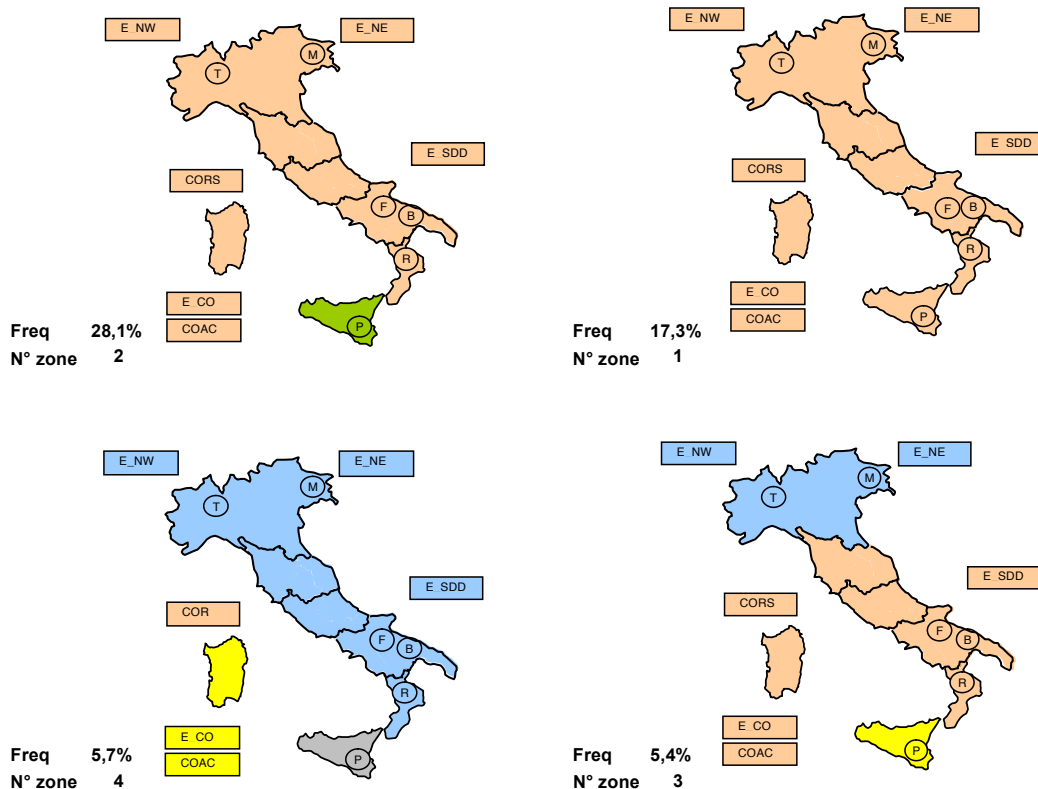 E_NW
E_NE
M
T
E_SDD
CORS
F
B
R
E_CO
COAC
P
Freq 28,1%
N° zone 2
E_NW
E_NE
M
T
E_SDD
CORS
F
B
R
E_CO
COAC
P
Freq 17,3%
N° zone 1
E_NW
E_NE
M
T
E_SDD
COR
F
B
R
E_CO
COAC
P
Freq 5,7%
N° zone 4
E_NW
E_NE
M
T
E_SDD
CORS
F
B
R
E_CO
COAC
P
Freq 5,4%
N° zone 3